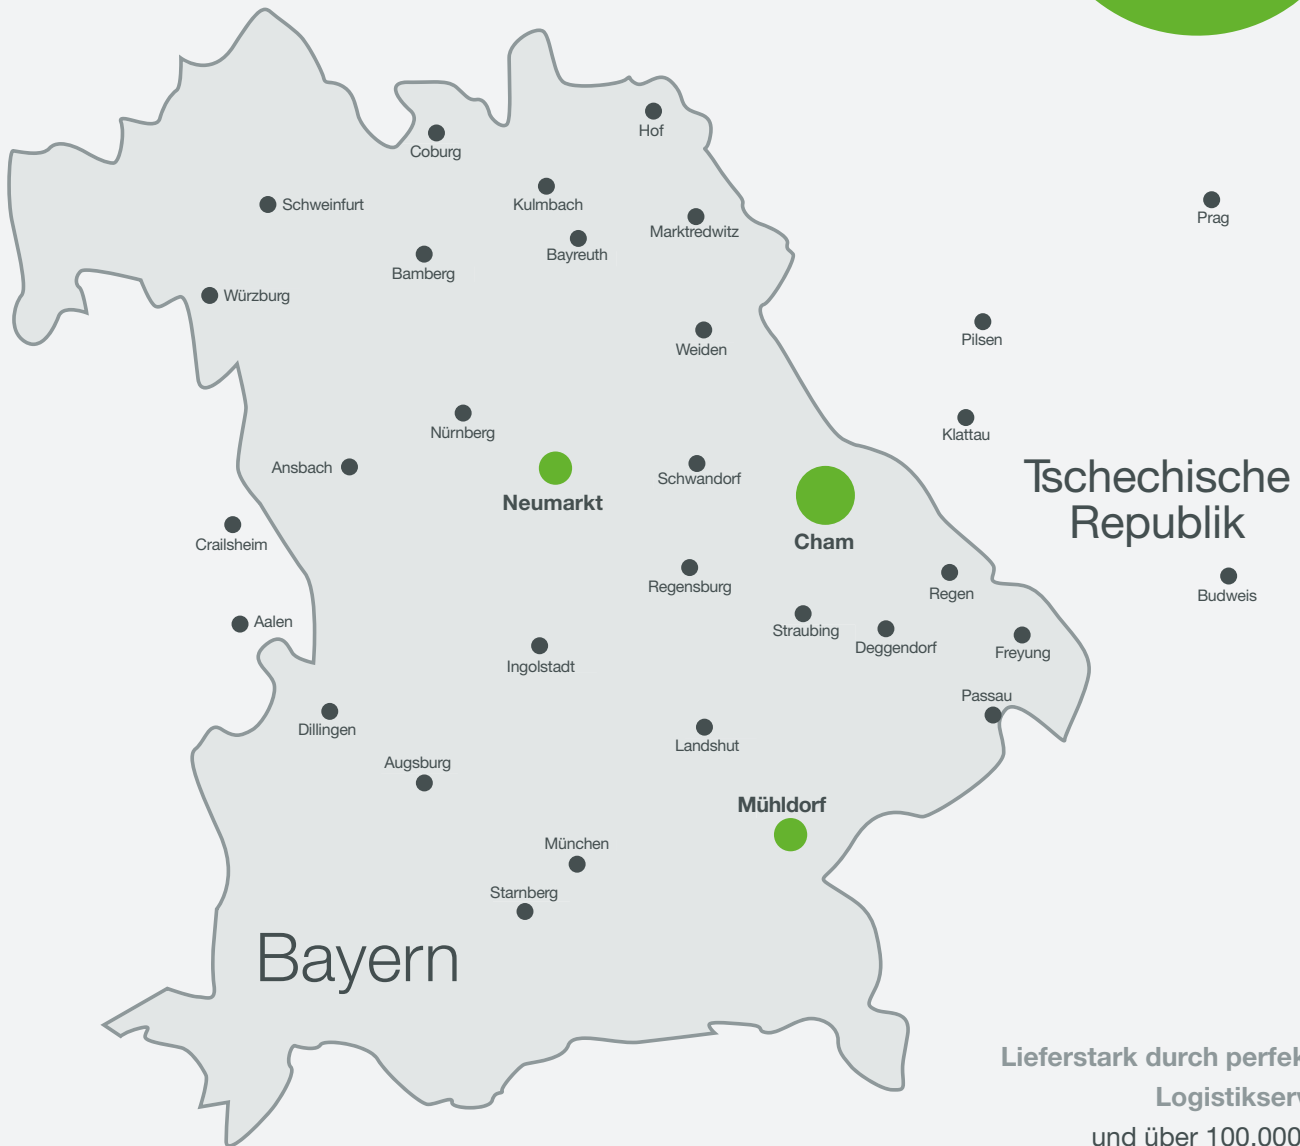 Hof
Coburg
Schweinfurt
Kulmbach
Prag
Marktredwitz
Bayreuth
Bamberg
Würzburg
Pilsen
Weiden
Nürnberg
Klattau
Ansbach
Schwandorf
Neumarkt
Tschechische
Republik
Cham
Crailsheim
Regensburg
Regen
Budweis
Aalen
Straubing
Deggendorf
Freyung
Ingolstadt
Passau
Dillingen
Landshut
Augsburg
Mühldorf
München
Starnberg
Bayern
Lieferstark durch
und über 100.000